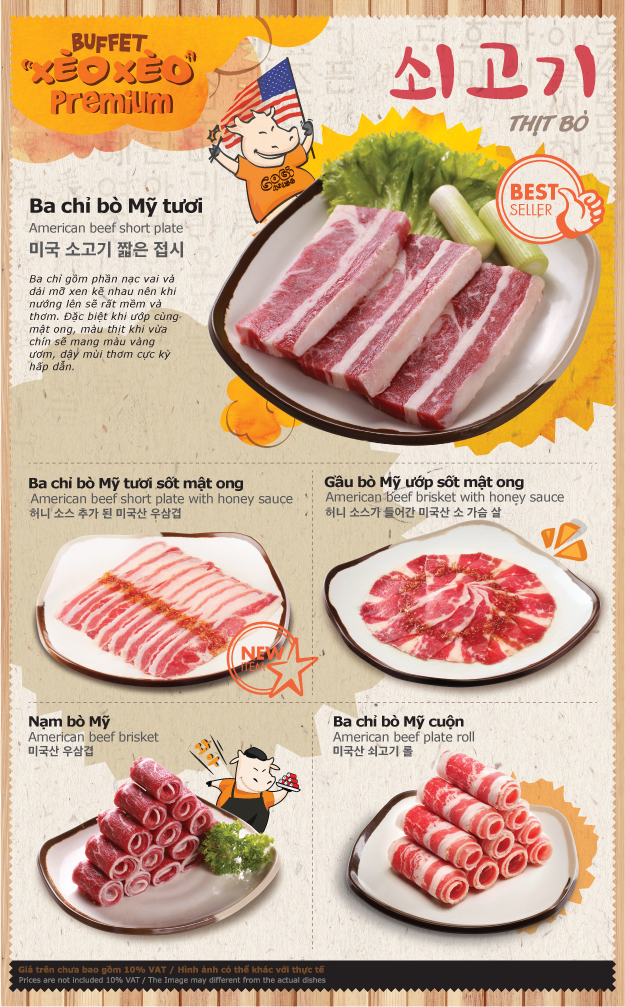 BUFFET
"XÈO XÈO"
Premium
쇠고기
THỊT BÒ
GOGI
HOUSE
BEST
SELLER
Ba chỉ bò Mỹ tươi
American beef short plate
미국 소고기 짧은 접시
Ba chỉ gồm phần nạc vai và
dải mỡ xen kẽ nhau nên khi
nướng lên sẽ rất mềm và
thơm. Đặc biệt khi ướp cùng
mật ong, màu thịt khi vừa
chín sẽ mang màu vàng
ươm, dậy mùi thơm cực kỳ
hấp dẫn.
Ba chỉ bò Mỹ tươi sốt mật ong
American beef short plate with honey sauce
허니 소스 추가 된 미국산 우삼겹
NEW
ITEM
Gầu bò Mỹ ướp sốt mật ong
American beef brisket with honey sauce
허니 소스가 들어간 미국산 소 가슴 살
Nạm bò Mỹ
American beef brisket
미국산 우삼겹
Ba chỉ bò Mỹ cuộn
American beef plate roll
미국산 쇠고기 롤
Giá trên chưa bao gồm 10% VAT / Hình ảnh có thể khác với thực tế
Prices are not included 10% VAT / The Image may different from the actual dishes